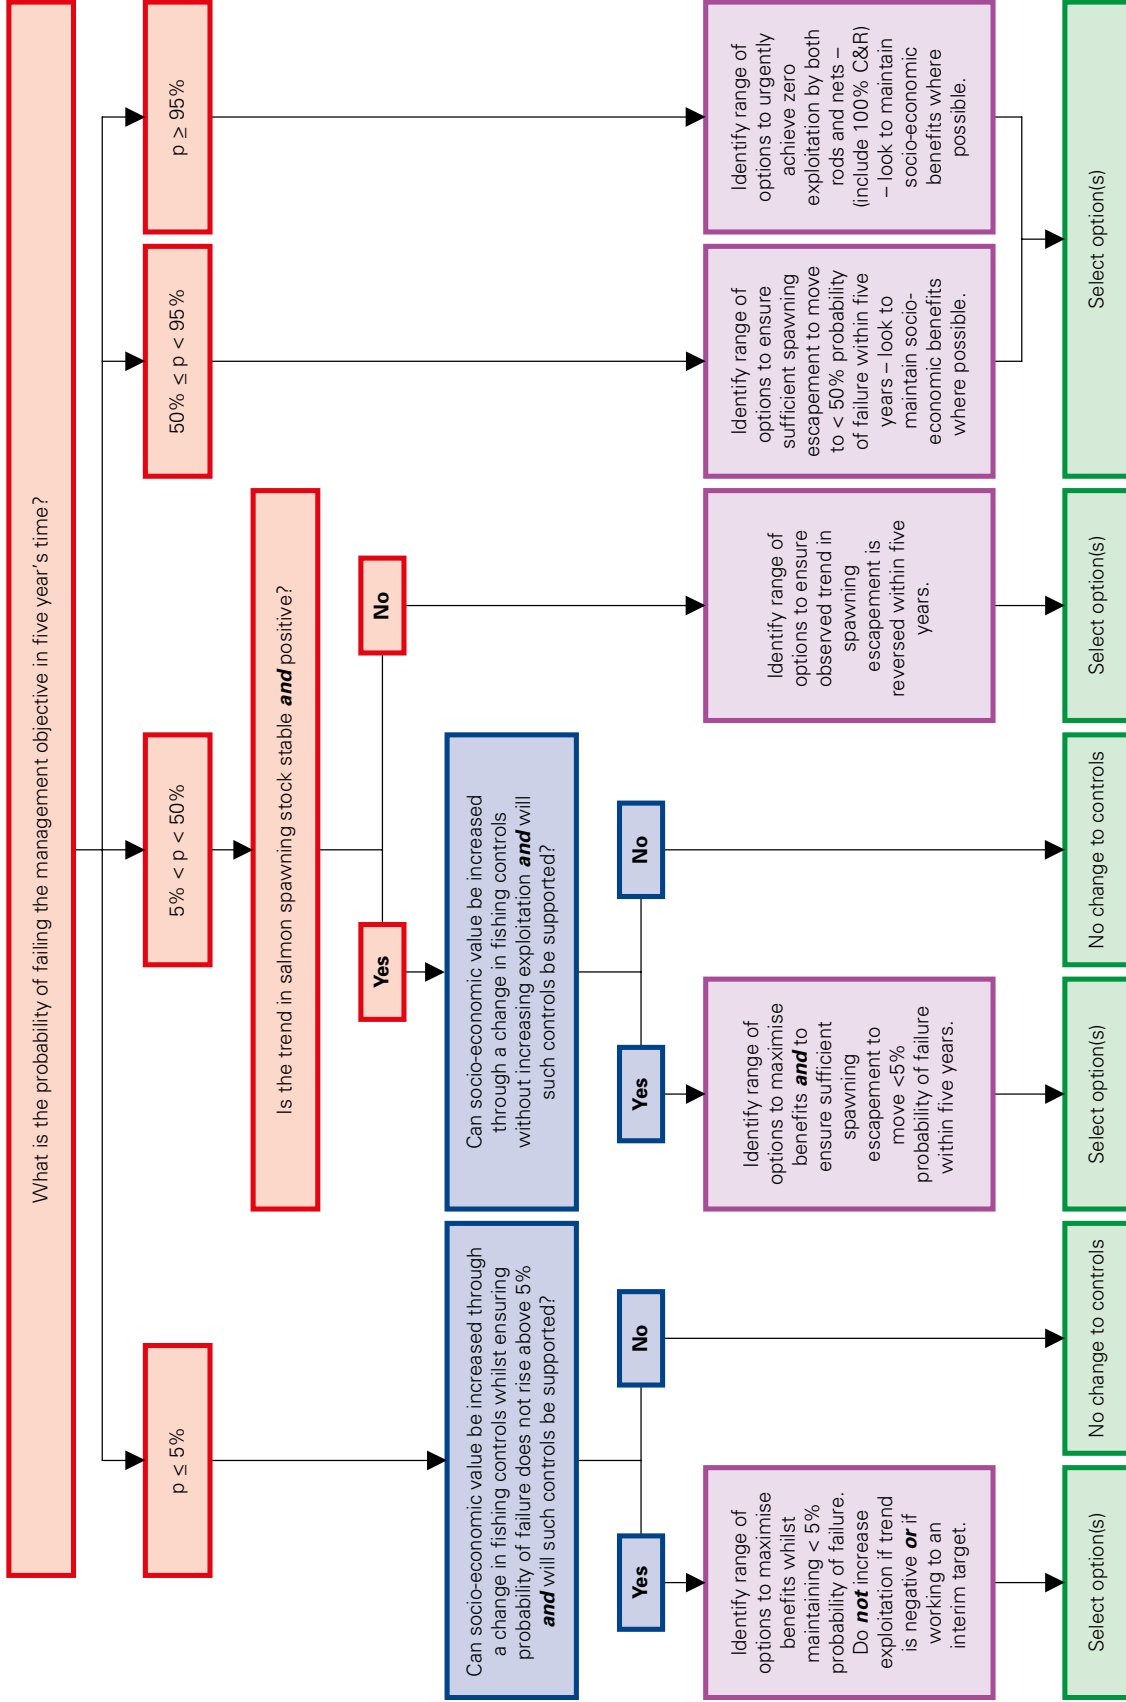 What is the probability of failing the management objective in five year's time?
p ≤ 5%
5% < p < 50%
50% ≤ p < 95%
p ≥ 95%
Is the trend in salmon spawning stock stable and positive?
Yes
No
Can socio-economic value be increased through
a change in fishing controls whilst ensuring
probability of failure does not rise above 5%
and will such controls be supported?
Can socio-economic value be increased
through a change in fishing controls
without increasing exploitation and will
such controls be supported?
Yes
No
Yes
No
Identify range of
options to maximise
benefits whilst
maintaining < 5%
probability of failure.
Do not increase
exploitation if trend
is negative or if
working to an
interim target.
Identify range of
options to maximise
benefits and to
ensure sufficient
spawning
escapement to
move <5%
probability of failure
within five years.
Identify range of
options to ensure
observed trend in
spawning
escapement is
reversed within five
years.
Identify range of
options to ensure
sufficient spawning
escapement to move
to < 50% probability
of failure within five
years – look to
maintain socio-
economic benefits
where possible.
Identify range of
options to urgently
achieve zero
exploitation by both
rods and nets –
(include 100% C&R)
– look to maintain
socio-economic
benefits where
possible.
Select option(s)
No change to controls
Select option(s)
No change to controls
Select option(s)
Select option(s)